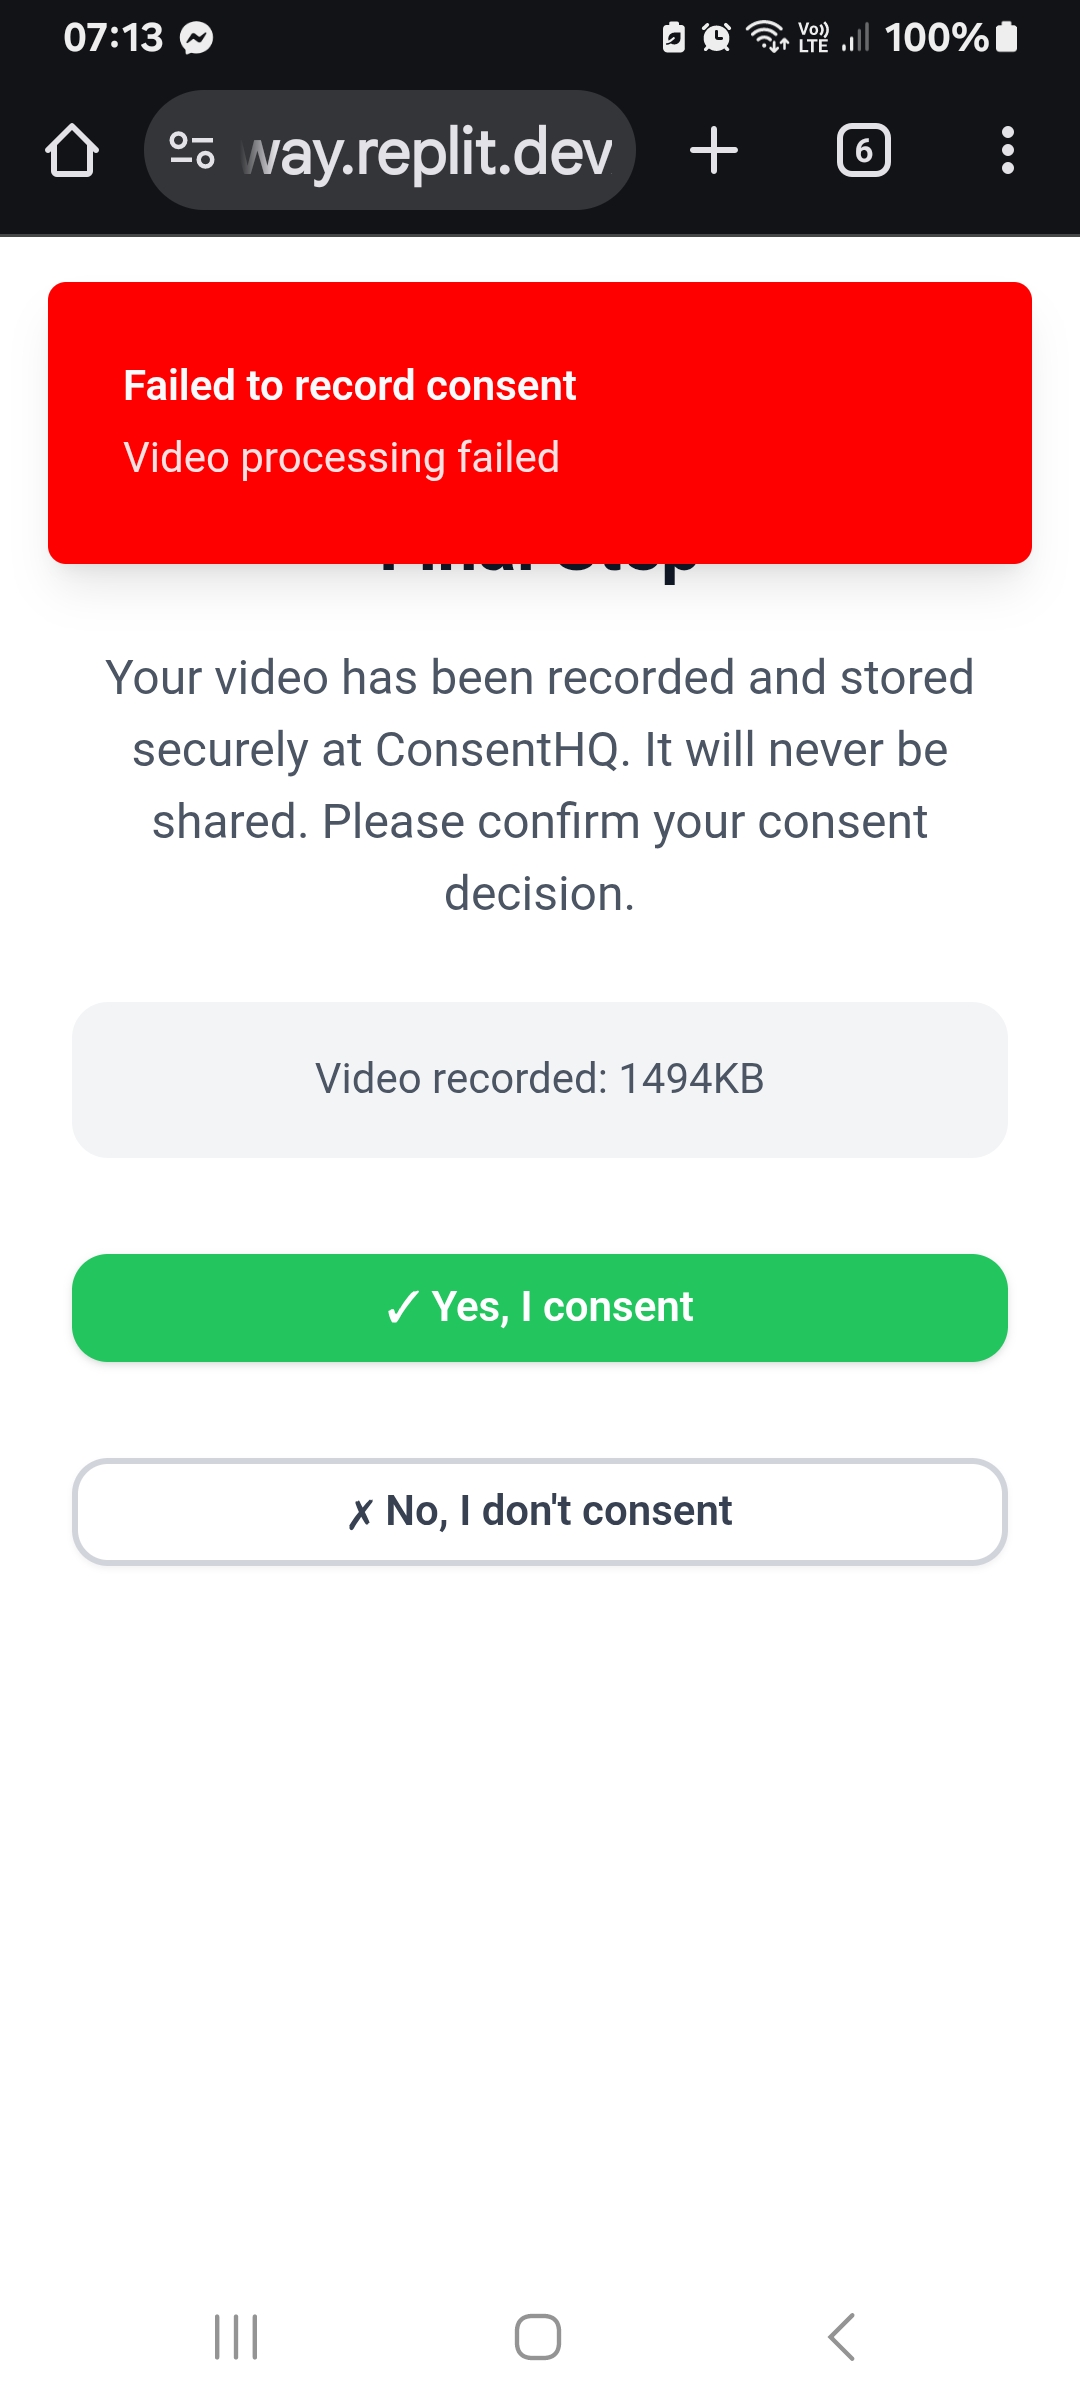 07:13
Vo))
LTE
100%
way.replit.dev
6
Failed to record consent
Video processing failed
Final Step
Your video has been recorded and stored
securely at ConsentHQ. It will never be
shared. Please confirm your consent
decision.
Video recorded: 1494KB
✓ Yes, I consent
✗ No, I don't consent